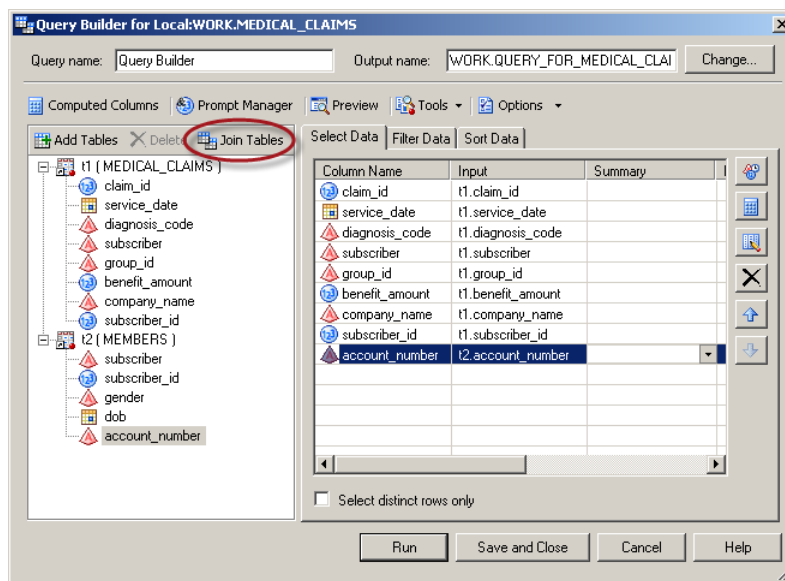 Query Builder for Local:WORK.MEDICAL_CLAIMS
Query name: Query Builder Output name: WORK.QUERY_FOR_MEDICAL_CLAI Change...
Computed Columns Prompt Manager Preview Tools Options
Add Tables Delete Join Tables
Select Data Filter Data Sort Data
t1 ( MEDICAL_CLAIMS )
claim_id
service_date
diagnosis_code
subscriber
group_id
benefit_amount
company_name
subscriber_id
t2 ( MEMBERS )
subscriber
subscriber_id
gender
dob
account_number
Column Name Input Summary
claim_id t1.claim_id
service_date t1.service_date
diagnosis_code t1.diagnosis_code
subscriber t1.subscriber
group_id t1.group_id
benefit_amount t1.benefit_amount
company_name t1.company_name
subscriber_id t1.subscriber_id
account_number t2.account_number
Select distinct rows only
Run Save and Close Cancel Help